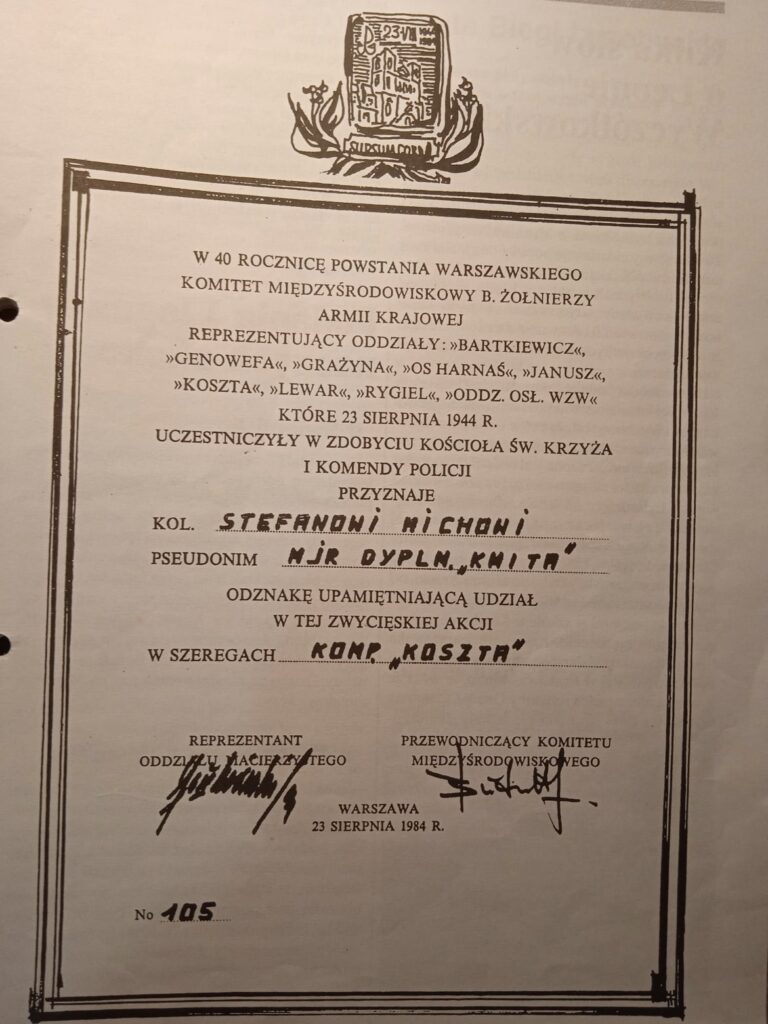 23·VIII 1944
1984
SURSUM CORDA
W 40 ROCZNICĘ POWSTANIA WARSZAWSKIEGO
KOMITET MIĘDZYŚRODOWISKOWY B. ŻOŁNIERZY
ARMII KRAJOWEJ
REPREZENTUJĄCY ODDZIAŁY: »BARTKIEWICZ«,
»GENOWEFA«, »GRAŻYNA«, »OS HARNAŚ«, »JANUSZ«,
»KOSZTA«, »LEWAR«, »RYGIEL«, »ODDZ. OSŁ. WZW«
KTÓRE 23 SIERPNIA 1944 R.
UCZESTNICZYŁY W ZDOBYCIU KOŚCIOŁA ŚW. KRZYŻA
I KOMENDY POLICJI
PRZYZNAJE
KOL. STEFANOWI MICHOWI
PSEUDONIM MJR DYPLM. „KMITA"
ODZNAKĘ UPAMIĘTNIAJĄCĄ UDZIAŁ
W TEJ ZWYCIĘSKIEJ AKCJI
W SZEREGACH KOMP. „KOSZTA"
REPREZENTANT
ODDZIAŁU MACIERZYSTEGO
PRZEWODNICZĄCY KOMITETU
MIĘDZYŚRODOWISKOWEGO
WARSZAWA
23 SIERPNIA 1984 R.
No 105